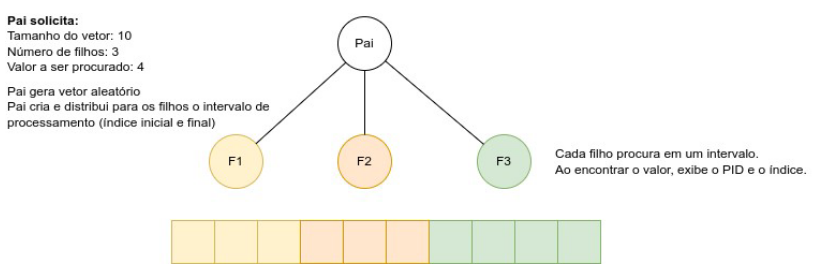 Pai solicita:
Tamanho do vetor: 10
Número de filhos: 3
Valor a ser procurado: 4
Pai gera vetor aleatório
Pai cria e distribui para os filhos o intervalo de
processamento (índice inicial e final)
Pai
F1
F2
F3
Cada filho procura em um intervalo.
Ao encontrar o valor, exibe o PID e o índice.